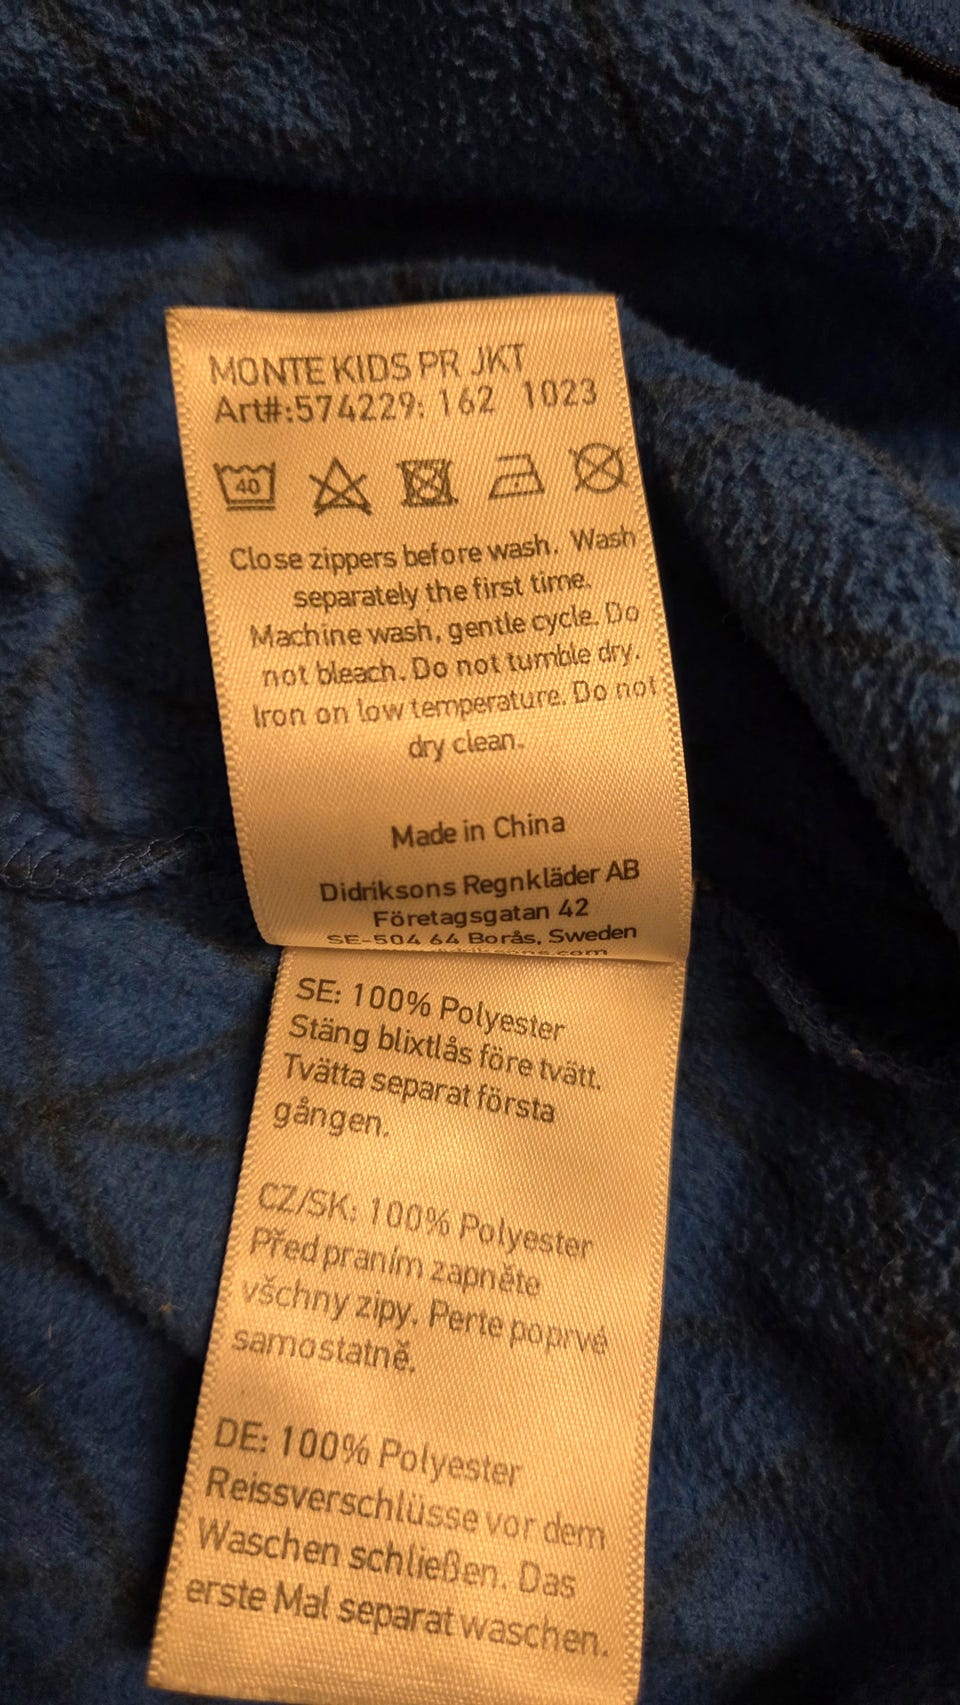 MONTE KIDS PR JKT
Art#:574229: 162 1023
40
Close zippers before wash. Wash
separately the first time.
Machine wash, gentle cycle. Do
not bleach. Do not tumble dry.
Iron on low temperature. Do not
dry clean.
Made in China
Didriksons Regnkläder AB
Företagsgatan 42
SE-504 64 Borås, Sweden
SE: 100% Polyester
Stäng blixtlås före tvätt.
Tvätta separat första
gången.
CZ/SK: 100% Polyester
Před praním zapněte
všchny zipy. Perte poprvé
samostatně.
DE: 100% Polyester
Reissverschlüsse vor dem
Waschen schließen. Das
erste Mal separat waschen.